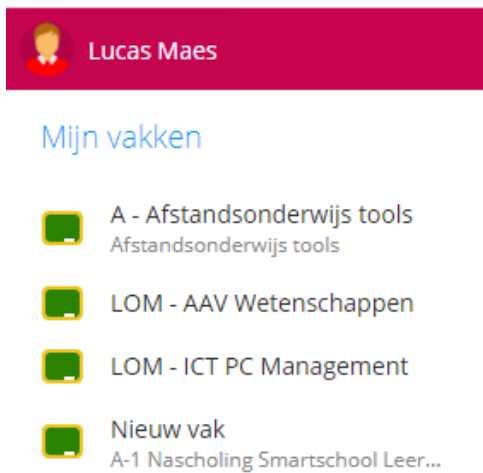 Lucas Maes
Mijn vakken
A - Afstandsonderwijs tools
Afstandsonderwijs tools
LOM - AAV Wetenschappen
LOM - ICT PC Management
Nieuw vak
A-1 Nascholing Smartschool Leer...